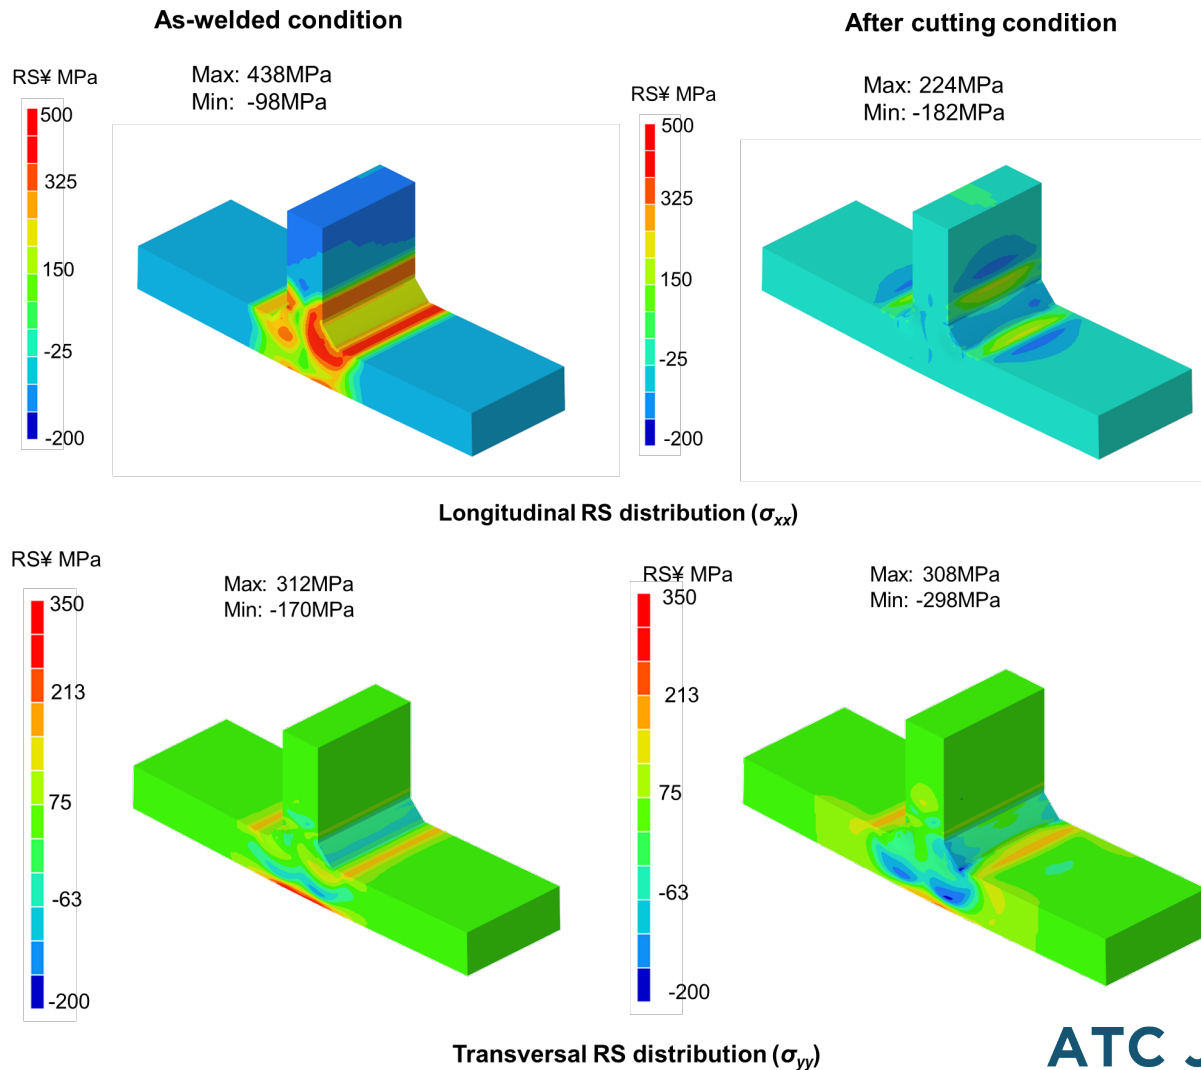 As-welded condition
After cutting condition
RS¥ MPa
Max: 438MPa
Min: -98MPa
500
325
150
-25
-200
RS¥ MPa
Max: 224MPa
Min: -182MPa
500
325
150
-25
-200
Longitudinal RS distribution (σxx)
RS¥ MPa
Max: 312MPa
Min: -170MPa
350
213
75
-63
-200
RS¥ MPa
Max: 308MPa
Min: -298MPa
350
213
75
-63
-200
Transversal RS distribution (σyy)
ATC J